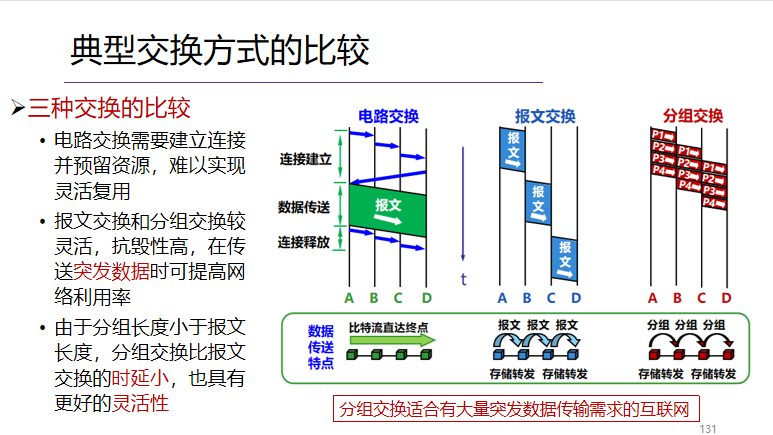 典型交换方式的比较
三种交换的比较
电路交换需要建立连接
并预留资源，难以实现
灵活复用
报文交换和分组交换较
灵活，抗毁性高，在传
送突发数据时可提高网
络利用率
由于分组长度小于报文
长度，分组交换比报文
交换的时延小，也具有
更好的灵活性
电路交换
连接建立
数据传送
报文
连接释放
A B C D
t
报文交换
报文
报文
报文
A B C D
分组交换
P1
P2 P1
P3 P2 P1
P4 P3 P2
P4 P3
P4
A B C D
数据
传送
特点
比特流直达终点
报文 报文 报文
存储转发 存储转发
分组 分组 分组
存储转发 存储转发
分组交换适合有大量突发数据传输需求的互联网
131